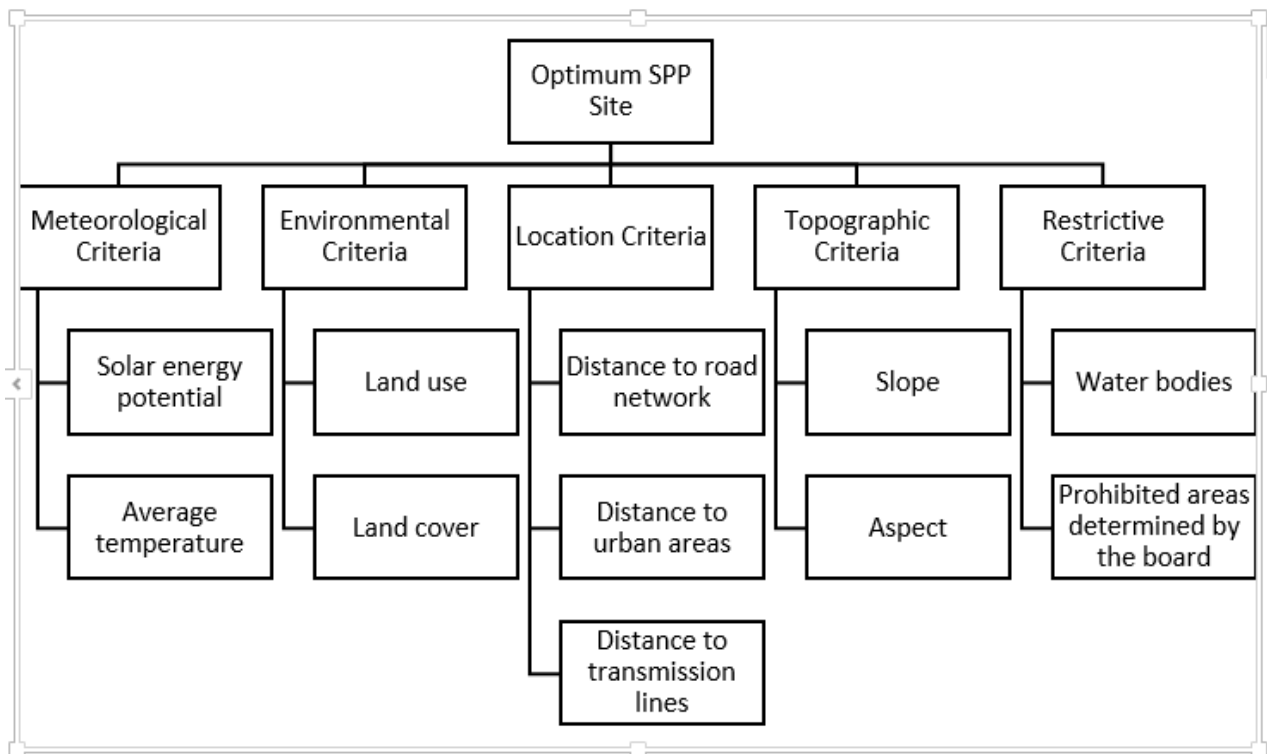 Optimum SPP
Site
Meteorological
Criteria
Environmental
Criteria
Location Criteria
Topographic
Criteria
Restrictive
Criteria
Solar energy
potential
Land use
Distance to road
network
Slope
Water bodies
Average
temperature
Land cover
Distance to
urban areas
Aspect
Prohibited areas
determined by
the board
Distance to
transmission
lines